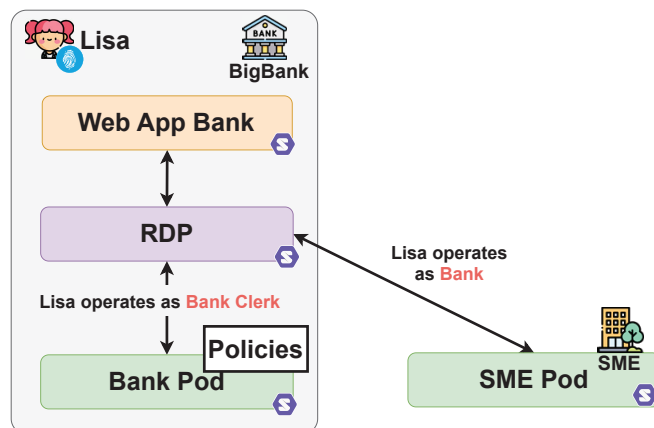 Lisa
BANK
BigBank
Web App Bank
S
RDP
S
Lisa operates
as Bank
Lisa operates as Bank Clerk
Policies
Bank Pod
S
SME
SME Pod
S